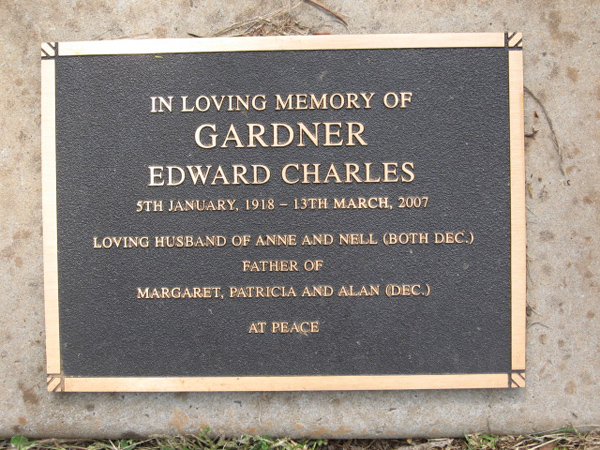 IN LOVING MEMORY OF
GARDNER
EDWARD CHARLES
5TH JANUARY, 1918 – 13TH MARCH, 2007
LOVING HUSBAND OF ANNE AND NELL (BOTH DEC.)
FATHER OF
MARGARET, PATRICIA AND ALAN (DEC.)
AT PEACE